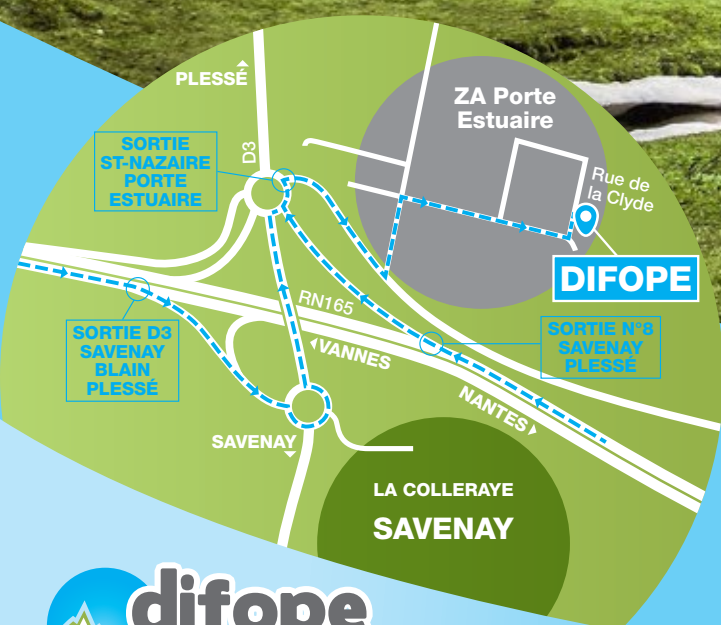 PLESSÉ
ZA Porte
Estuaire
SORTIE
ST-NAZAIRE
PORTE
ESTUAIRE
D3
Rue de
la Clyde
DIFOPE
RN165
SORTIE D3
SAVENAY
BLAIN
PLESSÉ
VANNES
SORTIE N°8
SAVENAY
PLESSÉ
NANTES
SAVENAY
LA COLLERAYE
SAVENAY
difope